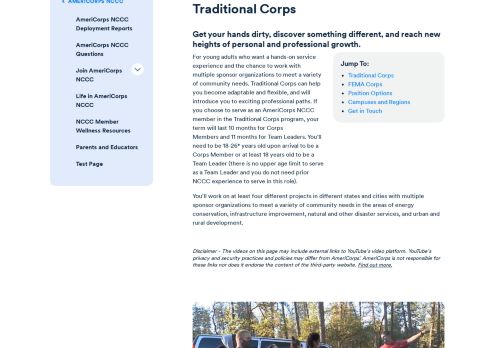 AMERICORPS NCCC
AmeriCorps NCCC
Deployment Reports
AmeriCorps NCCC
Questions
Join AmeriCorps
NCCC
Life in AmeriCorps
NCCC
NCCC Member
Wellness Resources
Parents and Educators
Test Page
Traditional Corps
Get your hands dirty, discover something different, and reach new
heights of personal and professional growth.
For young adults who want a hands-on service
experience and the chance to work with
multiple sponsor organizations to meet a variety
of community needs. Traditional Corps can help
you become adaptable and flexible, and will
introduce you to exciting professional paths. If
you choose to serve as an AmeriCorps NCCC
member in the Traditional Corps program, your
term will last 10 months for Corps
Members and 11 months for Team Leaders. You'll
need to be 18-26* years old upon arrival to be a
Corps Member or at least 18 years old to be a
Team Leader (there is no upper age limit to serve
as a Team Leader and you do not need prior
NCCC experience to serve in this role).
Jump To:
Traditional Corps
FEMA Corps
Position Options
Campuses and Regions
Get in Touch
You'll work on at least four different projects in different states and cities with multiple
sponsor organizations to meet a variety of community needs in the areas of energy
conservation, infrastructure improvement, natural and other disaster services, and urban and
rural development.
Disclaimer - The videos on this page may include external links to YouTube's video platform. YouTube's
privacy and security practices and policies may differ from AmeriCorps'. AmeriCorps is not responsible for
these links nor does it endorse the content of the third-party website. Find out more.